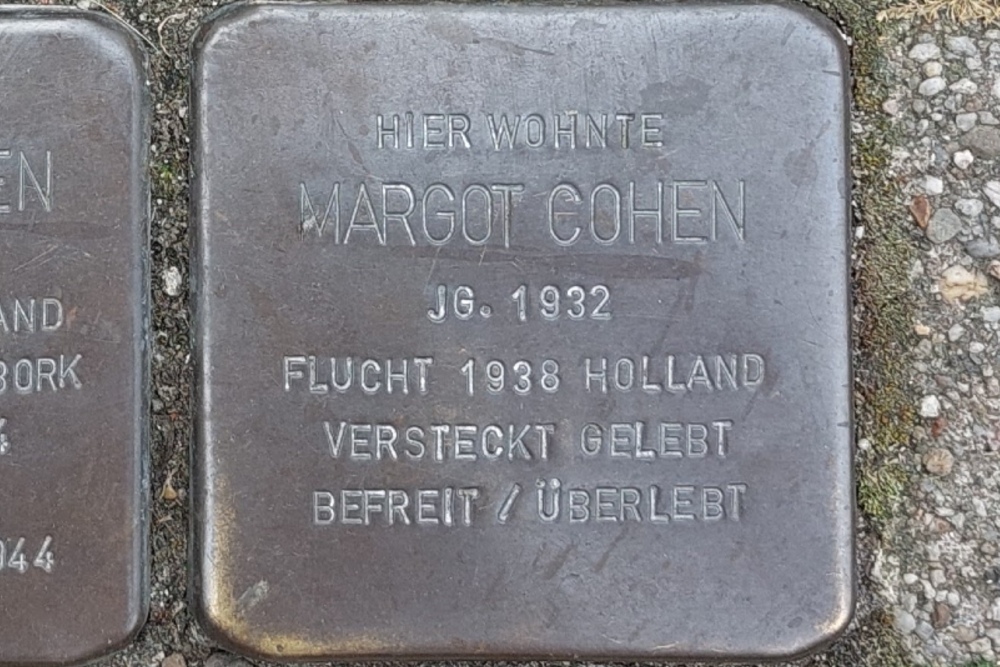 HIER WOHNTE
MARGOT COHEN
JG. 1932
FLUCHT 1938 HOLLAND
VERSTECKT GELEBT
BEFREIT / ÜBERLEBT